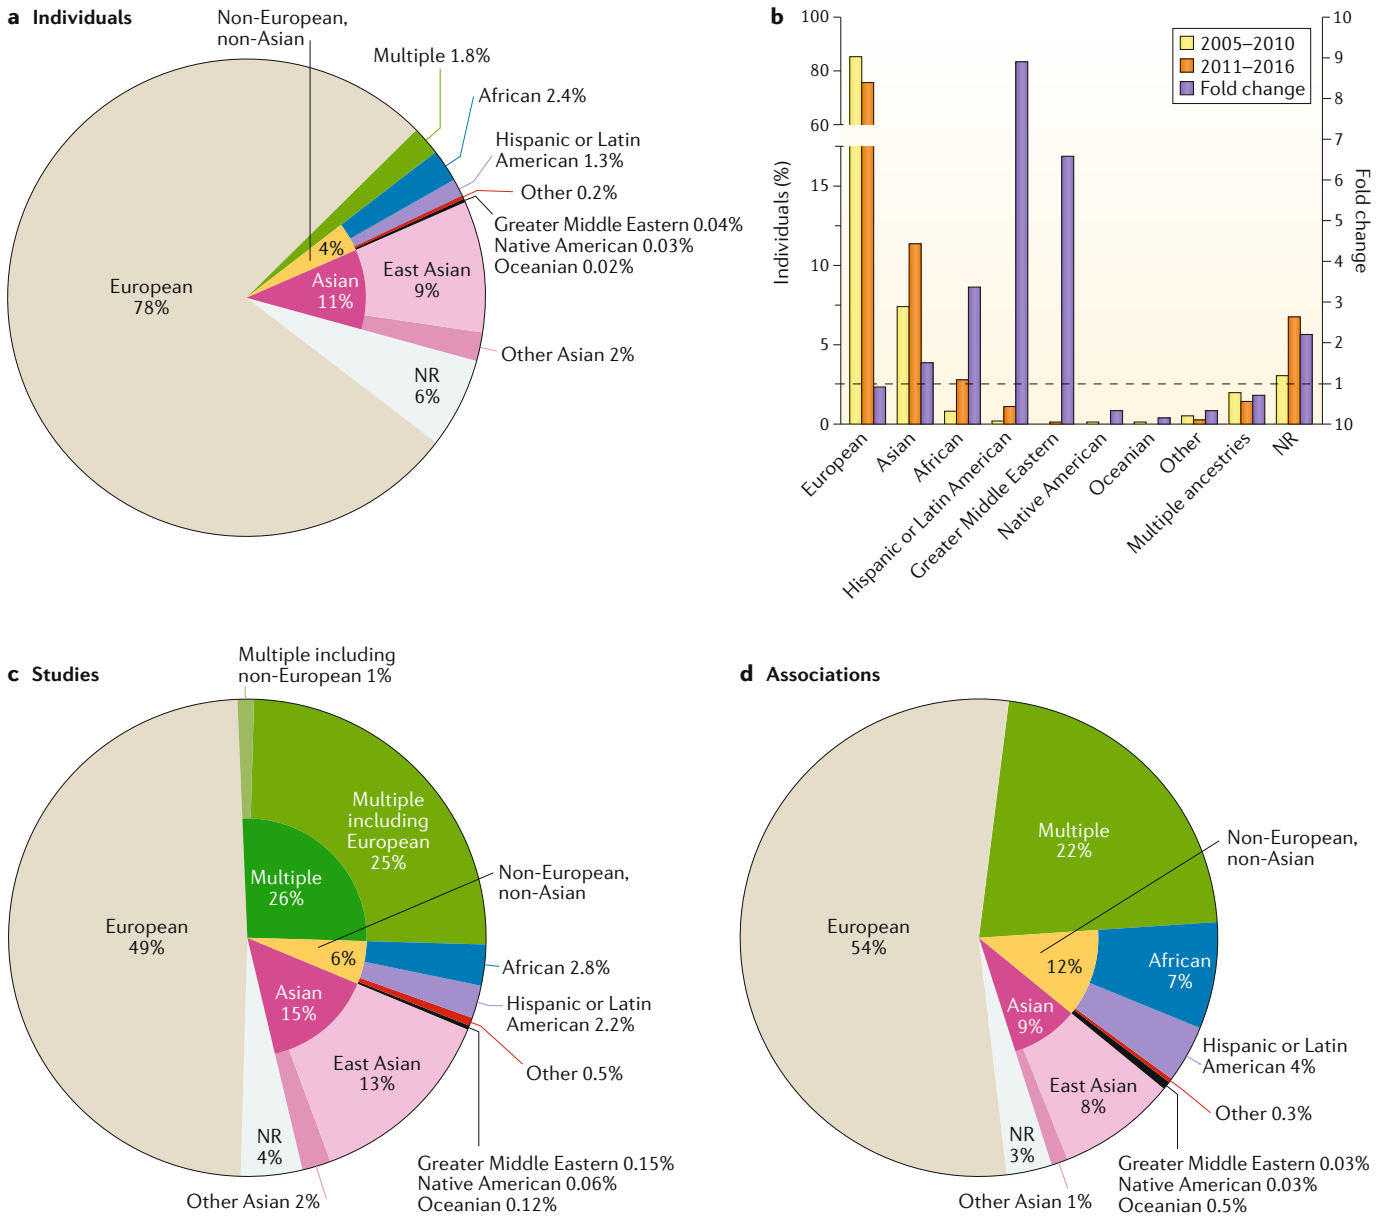 a Individuals
Non-European,
non-Asian
Multiple 1.8%
African 2.4%
Hispanic or Latin
American 1.3%
Other 0.2%
Greater Middle Eastern 0.04%
Native American 0.03%
Oceanian 0.02%
4%
European
78%
Asian
11%
East Asian
9%
Other Asian 2%
NR
6%
b
100
80
60
15
10
5
0
Individuals (%)
2005–2010
2011–2016
Fold change
10
9
8
7
6
5
4
3
2
1
10
Fold change
European
Asian
African
Hispanic or Latin American
Greater Middle Eastern
Native American
Oceanian
Other
Multiple ancestries
NR
c Studies
Multiple including
non-European 1%
Multiple
including
European
25%
Multiple
26%
Non-European,
non-Asian
European
49%
6%
African 2.8%
Asian
15%
Hispanic or Latin
American 2.2%
East Asian
13%
Other 0.5%
NR
4%
Greater Middle Eastern 0.15%
Native American 0.06%
Oceanian 0.12%
Other Asian 2%
d Associations
Multiple
22%
Non-European,
non-Asian
European
54%
12%
African
7%
Asian
9%
Hispanic or Latin
American 4%
East Asian
8%
Other 0.3%
NR
3%
Greater Middle Eastern 0.03%
Native American 0.03%
Oceanian 0.5%
Other Asian 1%